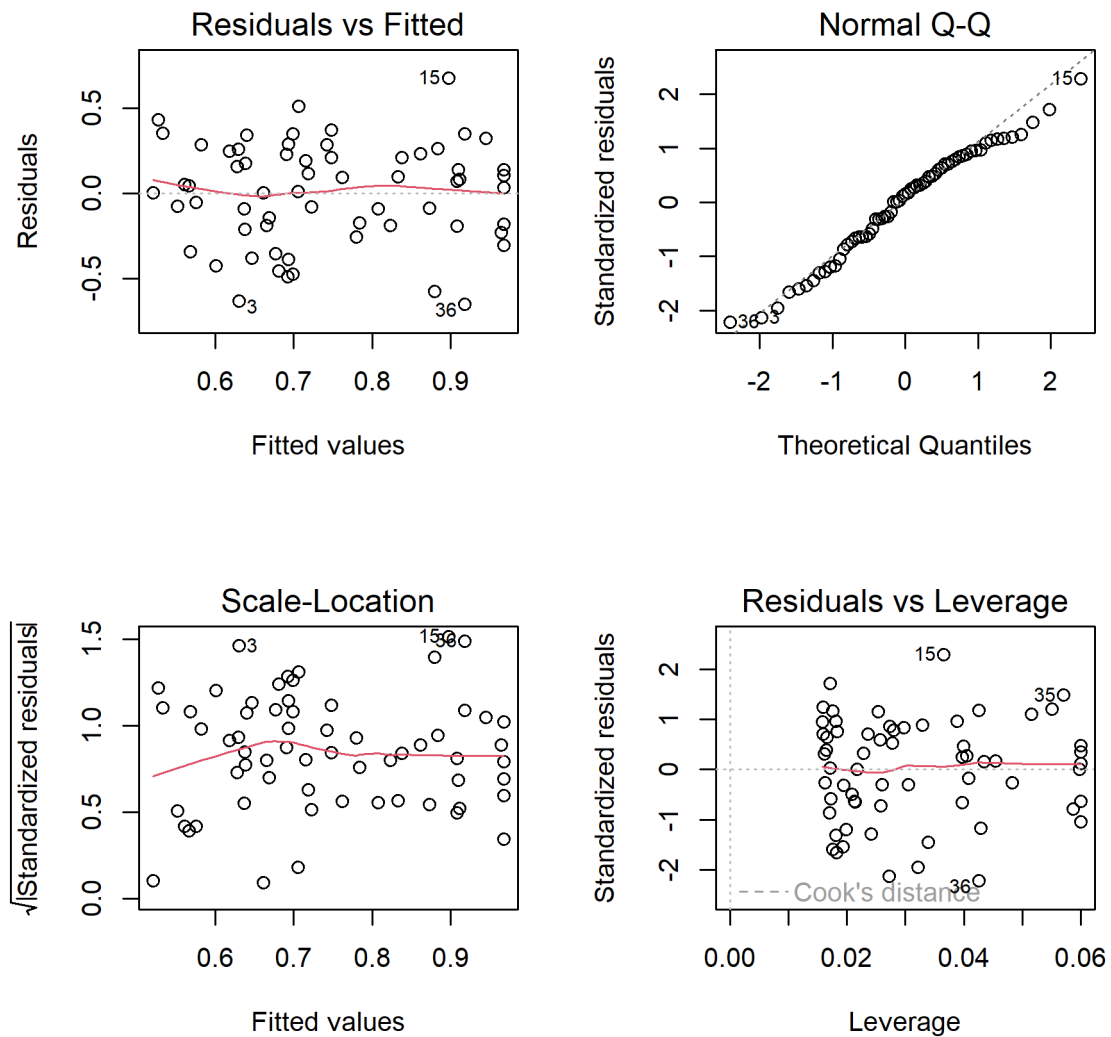 Residuals vs Fitted
Residuals
0.5
0.0
-0.5
15
3
36
0.6 0.7 0.8 0.9
Fitted values
Normal Q-Q
Standardized residuals
2
1
0
-1
-2
15
36 3
-2 -1 0 1 2
Theoretical Quantiles
Scale-Location
√|Standardized residuals|
1.5
1.0
0.5
0.0
3
15
36
0.6 0.7 0.8 0.9
Fitted values
Residuals vs Leverage
Standardized residuals
2
1
0
-1
-2
15
35
36
Cook's distance
0.00 0.02 0.04 0.06
Leverage